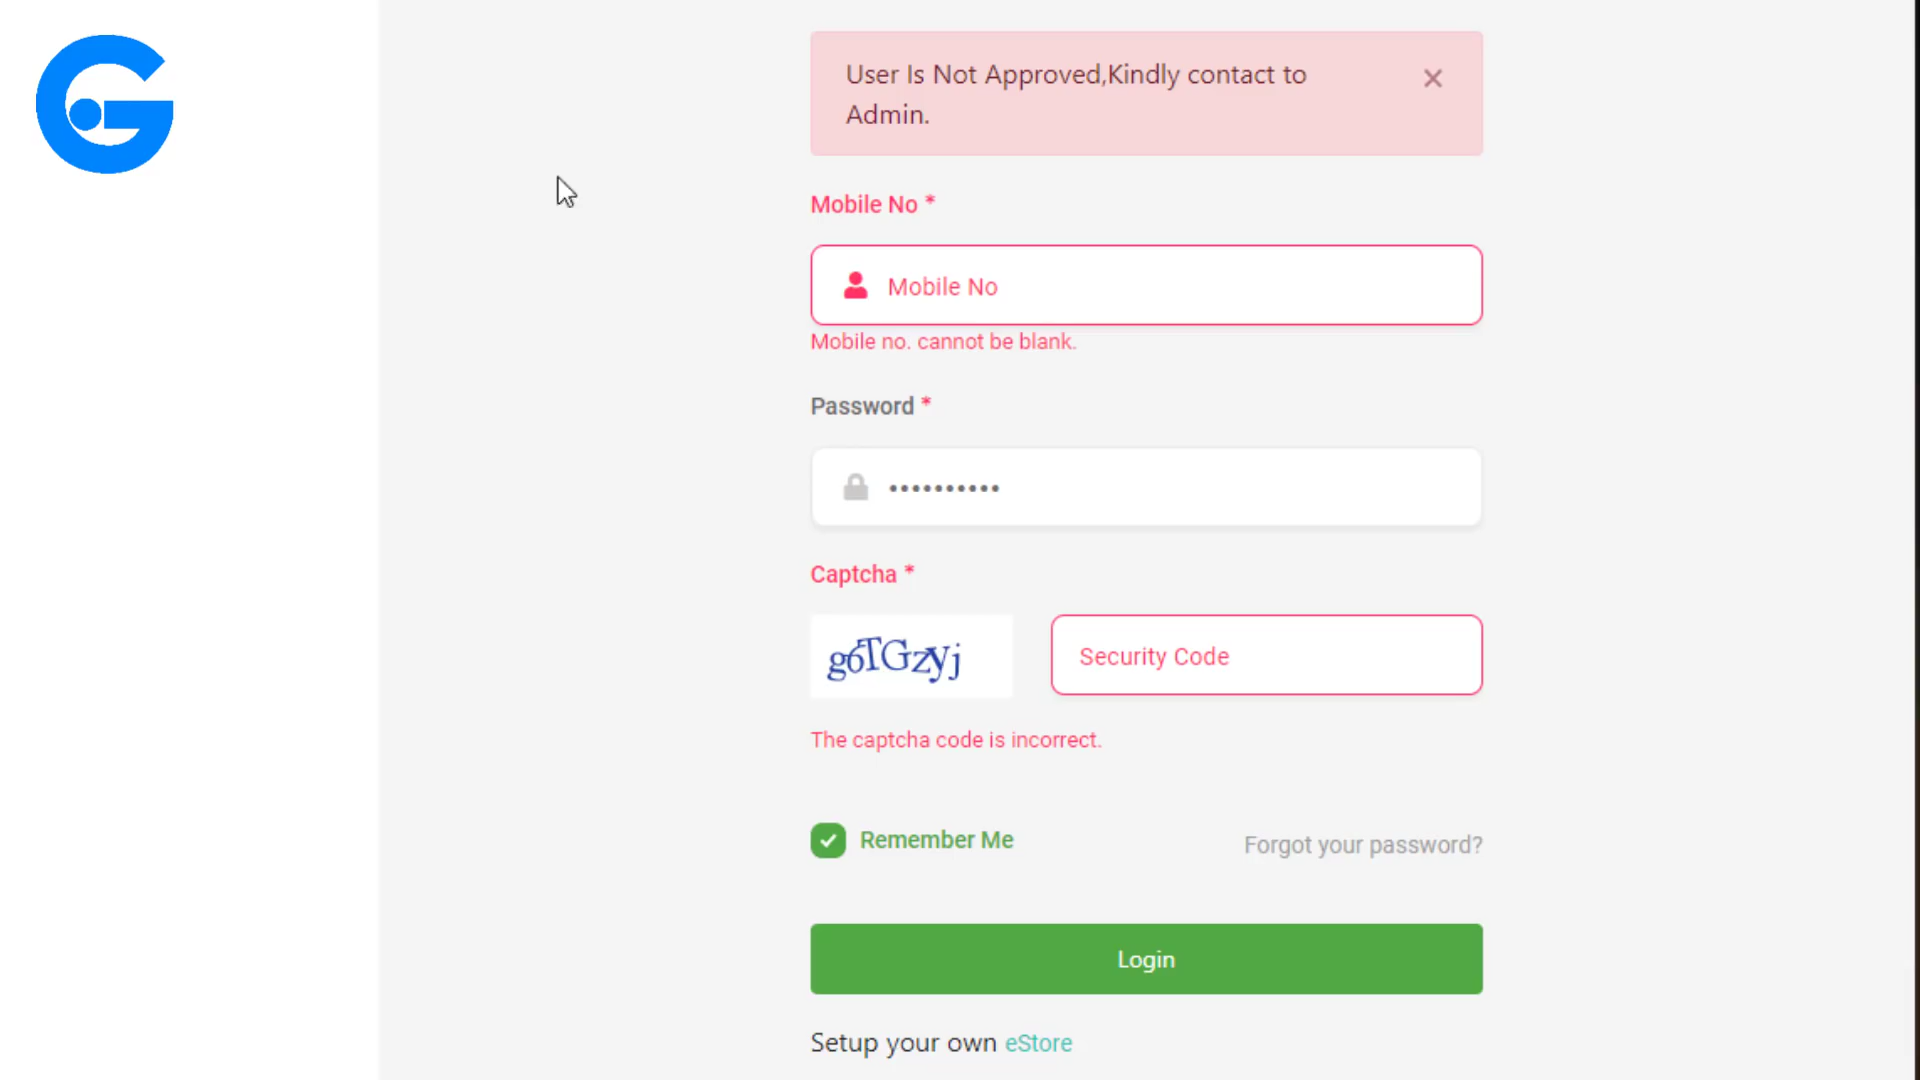 User Is Not Approved,Kindly contact to
Admin.
Mobile No *
Mobile No
Mobile no. cannot be blank.
Password *
••••••••••
Captcha *
g6TGzyj
Security Code
The captcha code is incorrect.
Remember Me
Forgot your password?
Login
Setup your own eStore